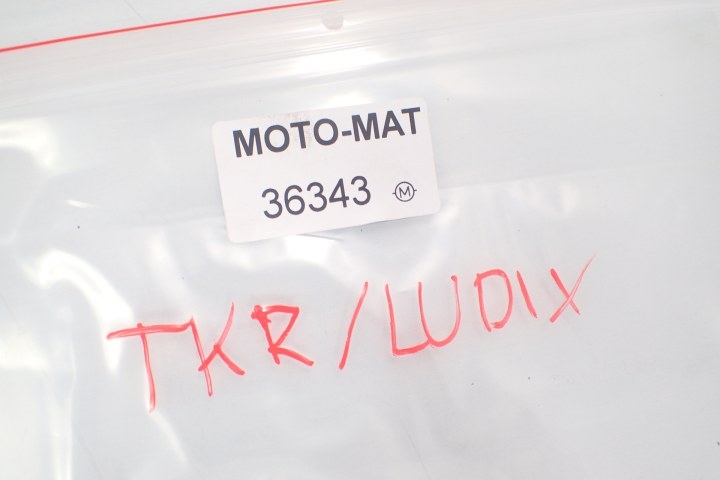 MOTO-MAT
36343 M
TKR/LUDIX